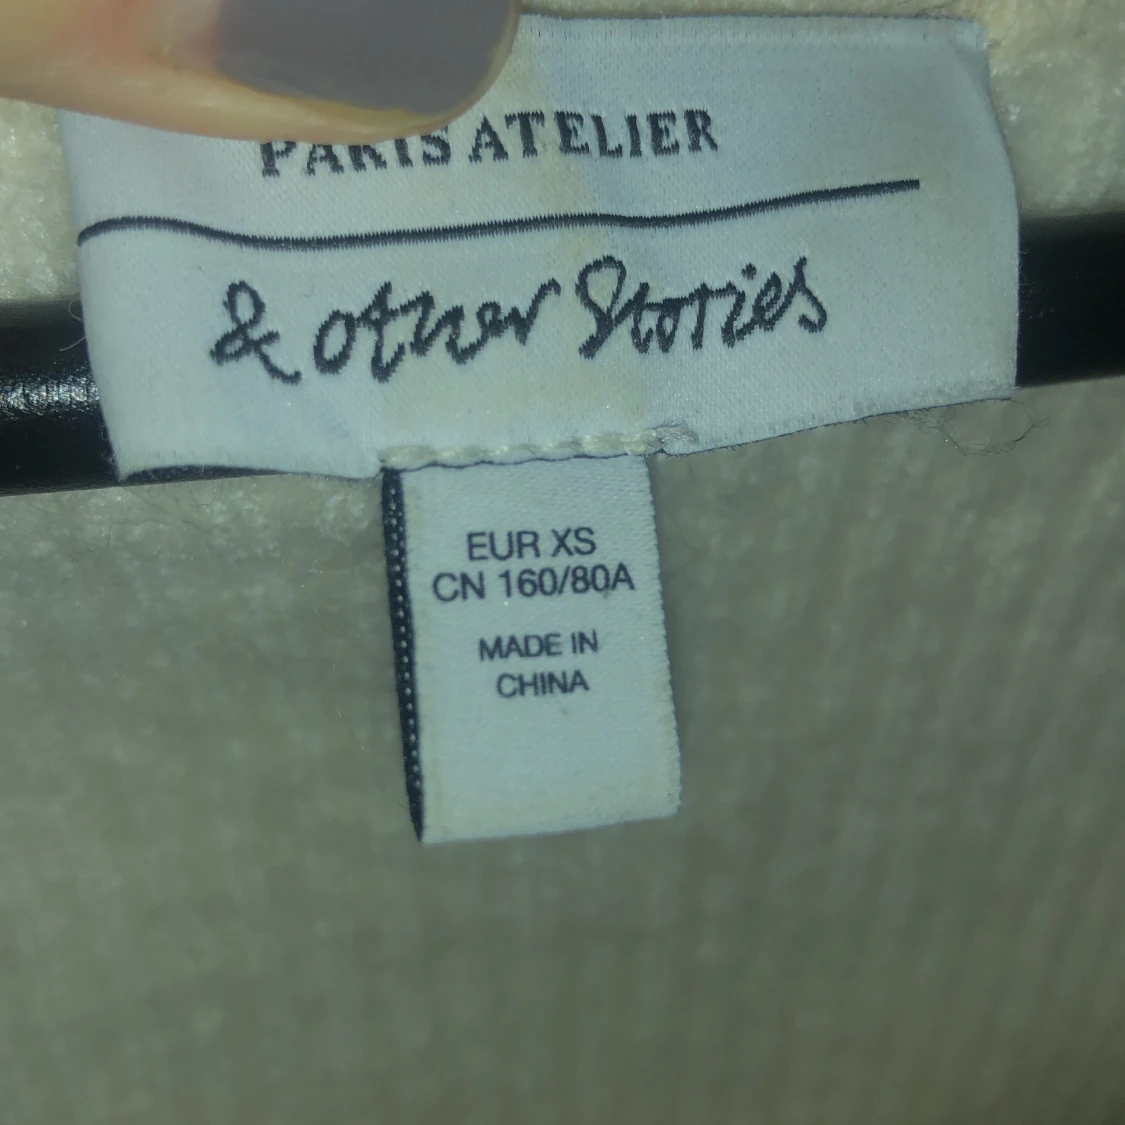 PARIS ATELIER
& other Stories
EUR XS
CN 160/80A
MADE IN
CHINA